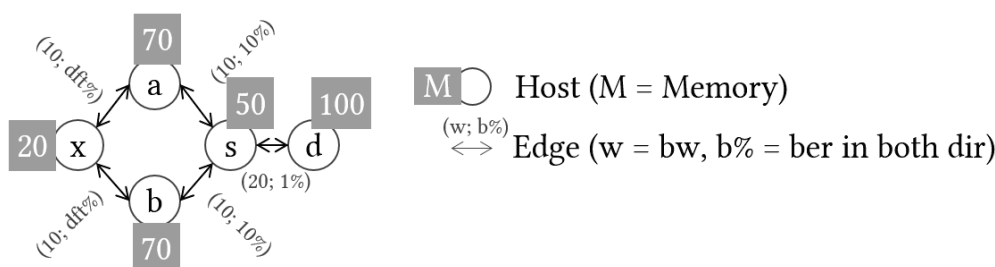 70
(10; dft%)
(10; 10%)
a
50
100
20
x
s
d
(20; 1%)
b
(10; dft%)
(10; 10%)
70
M
Host (M = Memory)
(w; b%)
Edge (w = bw, b% = ber in both dir)